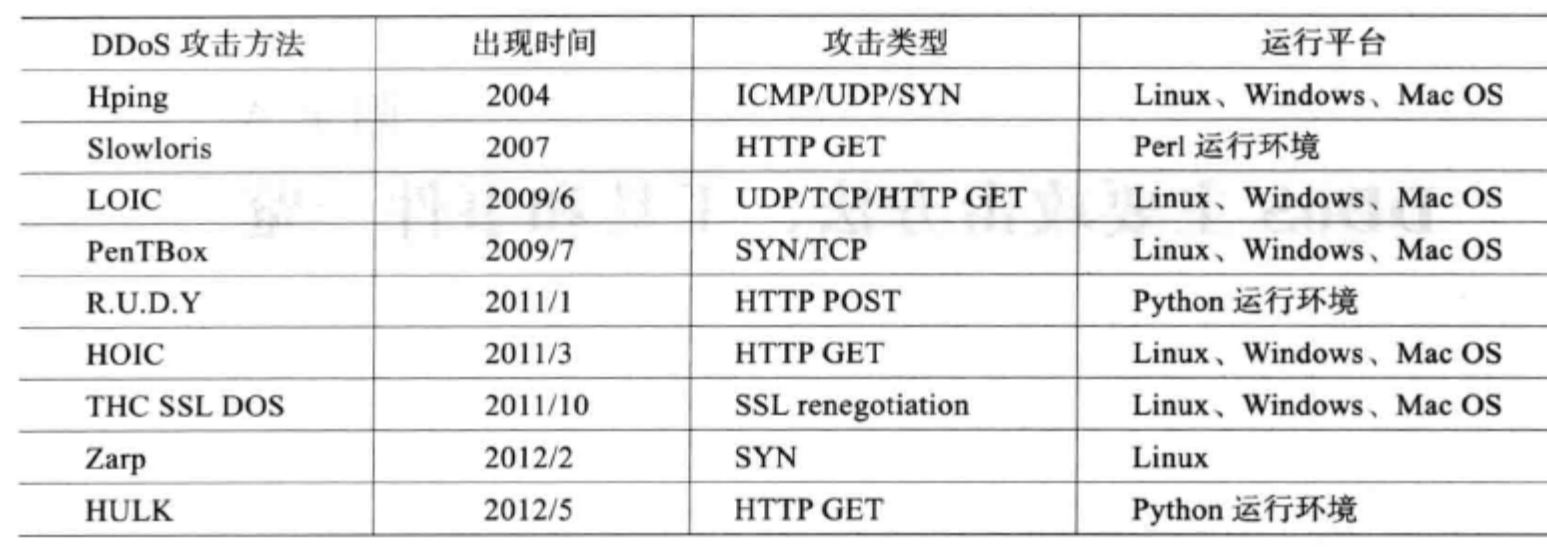 DDoS 攻击方法 出现时间 攻击类型 运行平台
Hping 2004 ICMP/UDP/SYN Linux、Windows、Mac OS
Slowloris 2007 HTTP GET Perl 运行环境
LOIC 2009/6 UDP/TCP/HTTP GET Linux、Windows、Mac OS
PenTBox 2009/7 SYN/TCP Linux、Windows、Mac OS
R.U.D.Y 2011/1 HTTP POST Python 运行环境
HOIC 2011/3 HTTP GET Linux、Windows、Mac OS
THC SSL DOS 2011/10 SSL renegotiation Linux、Windows、Mac OS
Zarp 2012/2 SYN Linux
HULK 2012/5 HTTP GET Python 运行环境